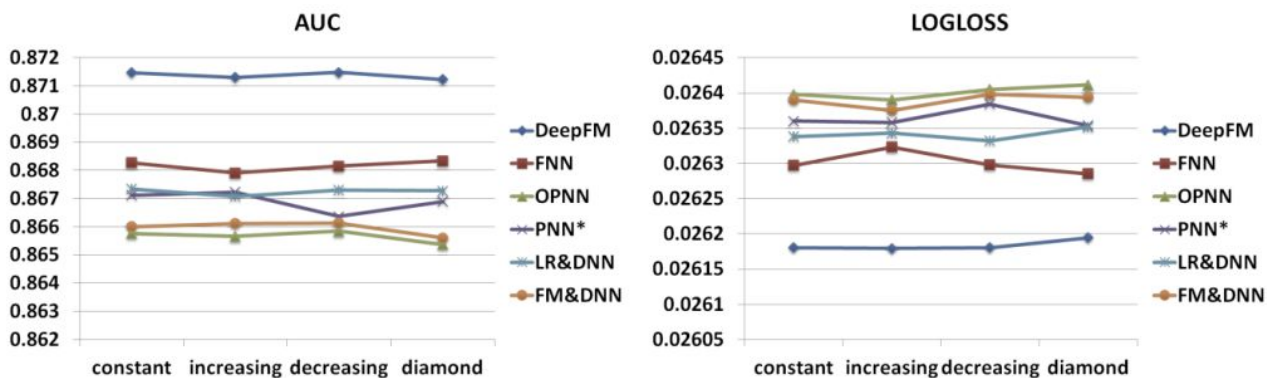 AUC
0.872
0.871
0.87
0.869
0.868
0.867
0.866
0.865
0.864
0.863
0.862
constant increasing decreasing diamond
DeepFM
FNN
OPNN
PNN*
LR&DNN
FM&DNN
LOGLOSS
0.02645
0.0264
0.02635
0.0263
0.02625
0.0262
0.02615
0.0261
0.02605
constant increasing decreasing diamond
DeepFM
FNN
OPNN
PNN*
LR&DNN
FM&DNN